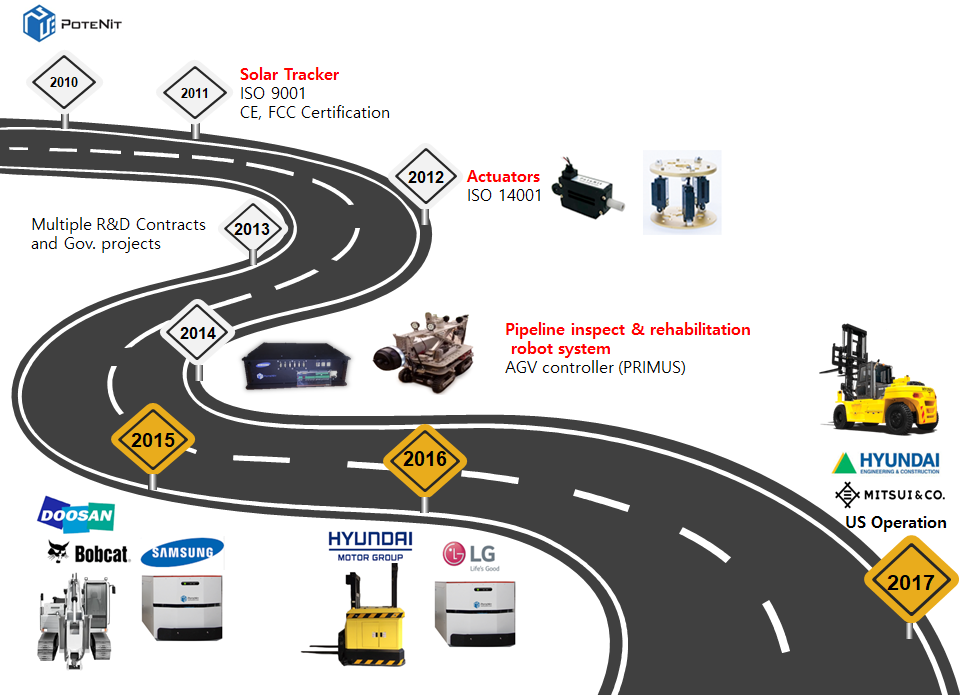 PoteNit
2010
2011
Solar Tracker
ISO 9001
CE, FCC Certification
2012
Actuators
ISO 14001
Multiple R&D Contracts
and Gov. projects
2013
2014
Pipeline inspect & rehabilitation
robot system
AGV controller (PRIMUS)
2015
DOOSAN
Bobcat
SAMSUNG
2016
HYUNDAI
MOTOR GROUP
LG
Life's Good
HYUNDAI
ENGINEERING & CONSTRUCTION
MITSUI & CO.
US Operation
2017